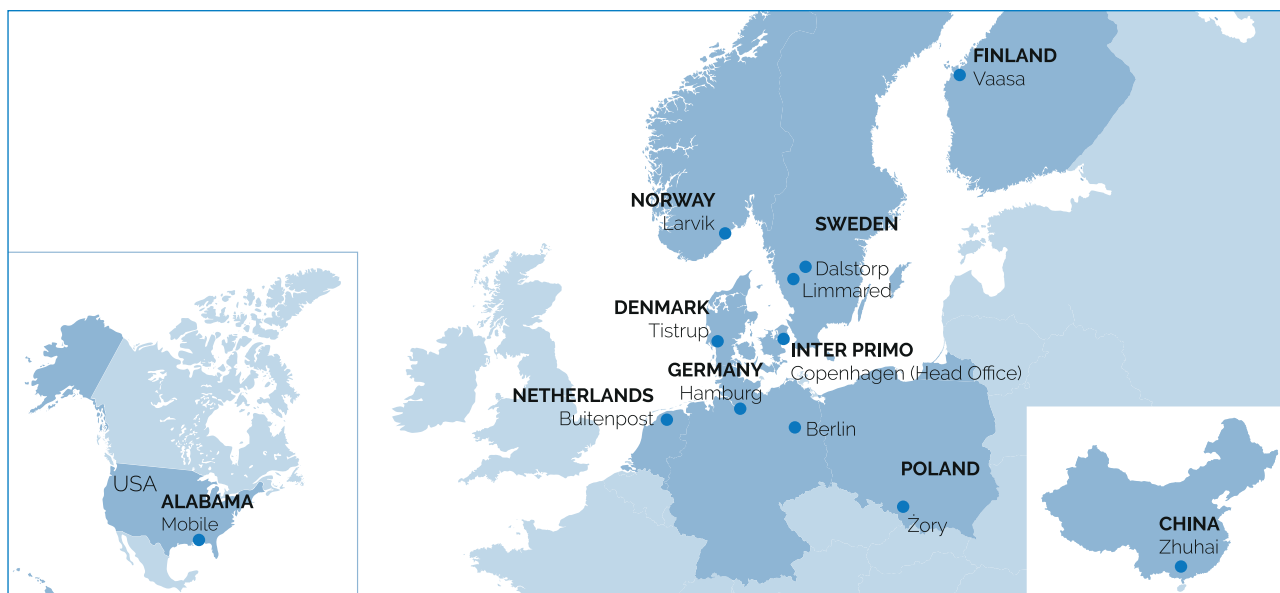 FINLAND
Vaasa
NORWAY
Larvik
SWEDEN
Dalstorp
Limmared
DENMARK
Tistrup
INTER PRIMO
Copenhagen (Head Office)
GERMANY
Hamburg
NETHERLANDS
Buitenpost
Berlin
POLAND
Żory
USA
ALABAMA
Mobile
CHINA
Zhuhai